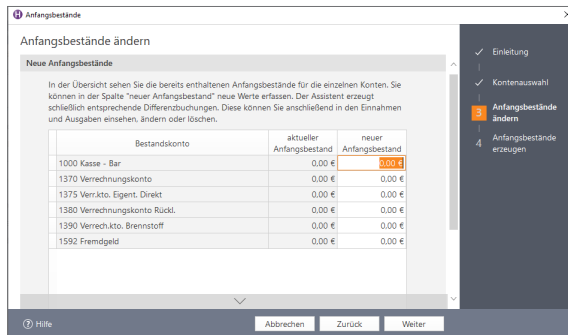 Anfangsbestände
Anfangsbestände ändern
Neue Anfangsbestände
In der Übersicht sehen Sie die bereits enthaltenen Anfangsbestände für die einzelnen Konten. Sie
können in der Spalte "neuer Anfangsbestand" neue Werte erfassen. Der Assistent erzeugt
schließlich entsprechende Differenzbuchungen. Diese können Sie anschließend in den Einnahmen
und Ausgaben einsehen, ändern oder löschen.
Bestandskonto aktueller Anfangsbestand neuer Anfangsbestand
1000 Kasse - Bar 0,00 € 0,00 €
1370 Verrechnungskonto 0,00 € 0,00 €
1375 Verr.kto. Eigent. Direkt 0,00 € 0,00 €
1380 Verrechnungskonto Rückl. 0,00 € 0,00 €
1390 Verrech.kto. Brennstoff 0,00 € 0,00 €
1592 Fremdgeld 0,00 € 0,00 €
Einleitung
Kontenauswahl
3 Anfangsbestände
ändern
4 Anfangsbestände
erzeugen
Hilfe
Abbrechen Zurück Weiter